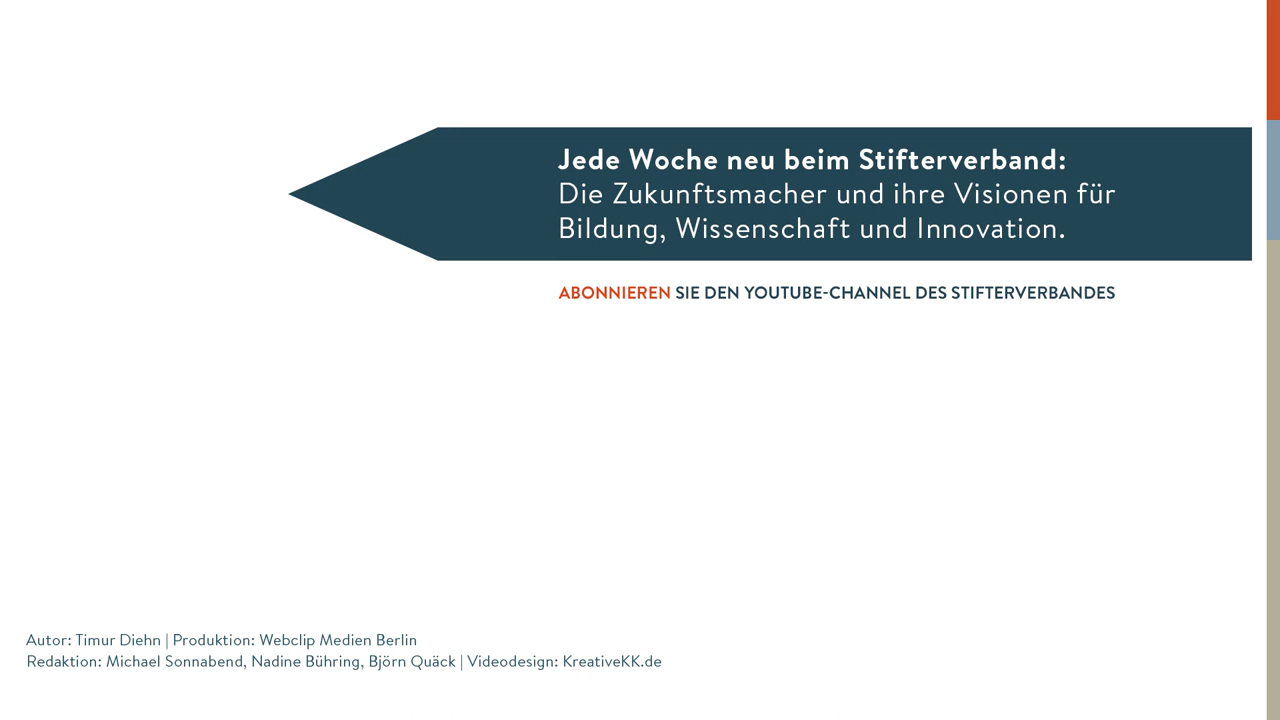 Jede Woche neu beim Stifterverband:
Die Zukunftsmacher und ihre Visionen für
Bildung, Wissenschaft und Innovation.
ABONNIEREN SIE DEN YOUTUBE-CHANNEL DES STIFTERVERBANDES
Autor: Timur Diehn | Produktion: Webclip Medien Berlin
Redaktion: Michael Sonnabend, Nadine Bühring, Björn Quäck | Videodesign: KreativeKK.de